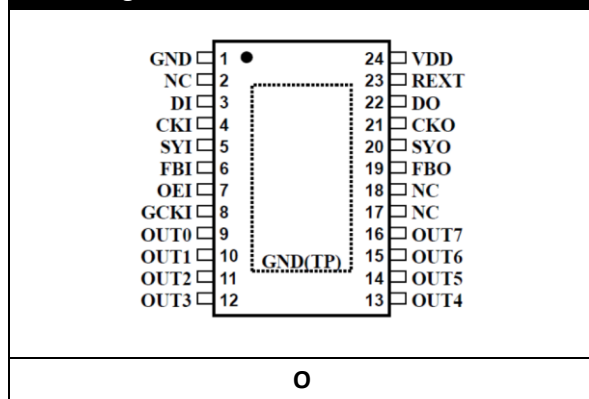 GND 1 24 VDD
NC 2 23 REXT
DI 3 22 DO
CKI 4 21 CKO
SYI 5 20 SYO
FBI 6 19 FBO
OEI 7 18 NC
GCKI 8 17 NC
OUT0 9 16 OUT7
OUT1 10 GND(TP) 15 OUT6
OUT2 11 14 OUT5
OUT3 12 13 OUT4
O